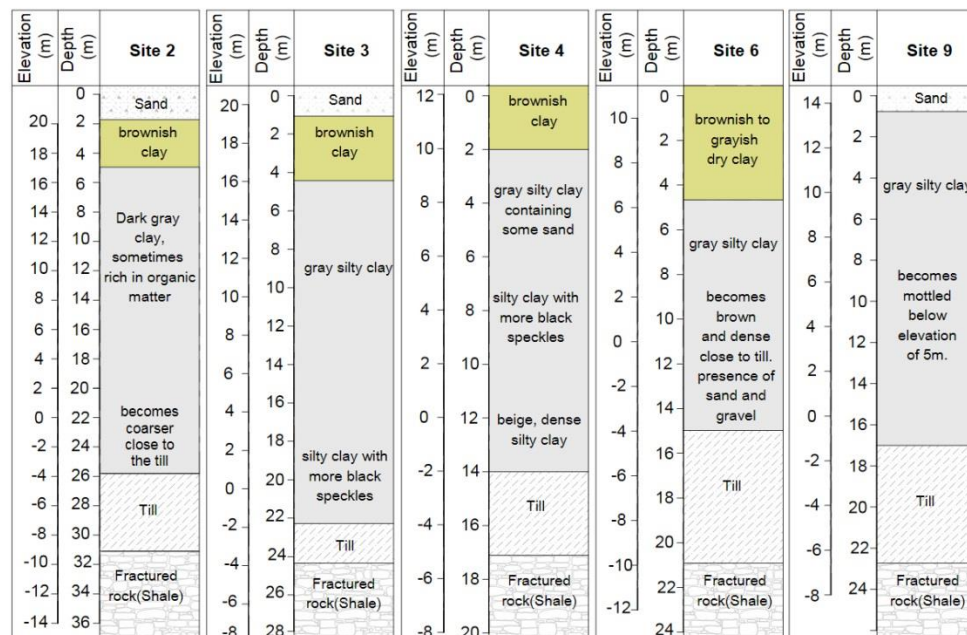 Elevation (m)
Depth (m)
Site 2
20
18
16
14
12
10
8
6
4
2
0
-2
-4
-6
-8
-10
-12
-14
0
2
4
36
8
10
12
14
16
18
20
32
36
26
28
31
32
34
36
Sand
brownish
clay
Dark gray
clay,
sometimes
rich in organic
matter
becomes
coarser
close to
the till
Till
Fractured
rock(Shale)
Elevation (m)
Depth (m)
Site 3
20
18
16
14
12
10
8
6
4
2
0
-2
-4
-8
0
2
4
8
10
12
14
16
18
20
22
24
26
28
Sand
brownish
clay
gray silty clay
silty clay with
more black
speckles
Till
Fractured
rock(Shale)
Elevation (m)
Depth (m)
Site 4
12
10
8
6
4
2
0
-2
-4
-6
-8
0
2
4
6
8
10
12
14
16
18
20
brownish
clay
gray silty clay
containing
some sand
silty clay with
more black
speckles
beige, dense
silty clay
Till
Fractured
rock(Shale)
Elevation (m)
Depth (m)
Site 6
10
8
6
4
2
0
-2
-4
-6
-8
-10
-12
0
2
4
6
8
10
12
14
16
18
20
22
24
brownish to
grayish
dry clay
gray silty clay
becomes
brown
and dense
close to till.
presence of
sand and
gravel
Till
Fractured
rock(Shale)
Elevation (m)
Depth (m)
Site 9
14
12
10
8
6
4
2
0
-2
-4
-6
-8
0
2
4
6
8
10
12
14
16
18
20
22
24
Sand
gray silty clay
becomes
mottled
below
elevation
of 5m.
Till
Fractured
rock(Shale)